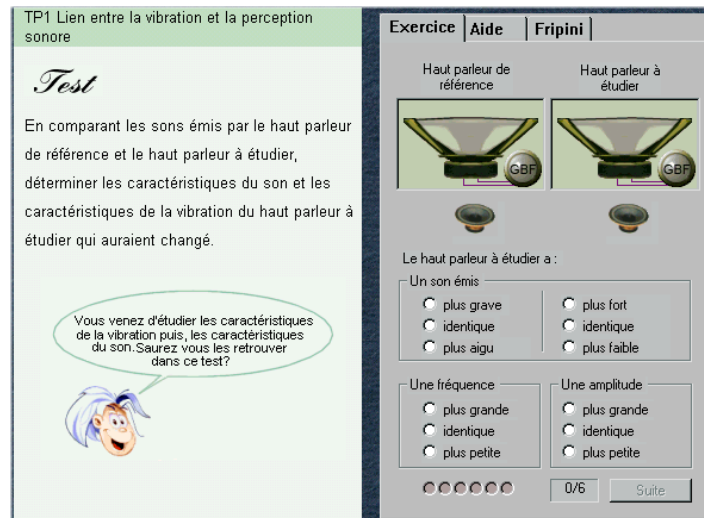 TP1 Lien entre la vibration et la perception
sonore
Test
En comparant les sons émis par le haut parleur
de référence et le haut parleur à étudier,
déterminer les caractéristiques du son et les
caractéristiques de la vibration du haut parleur à
étudier qui auraient changé.
Vous venez d'étudier les caractéristiques
de la vibration puis, les caractéristiques
du son. Saurez vous les retrouver
dans ce test?
Exercice Aide Fripini
Haut parleur de
référence
Haut parleur à
étudier
GBF
GBF
Le haut parleur à étudier a :
Un son émis
plus grave
identique
plus aigu
plus fort
identique
plus faible
Une fréquence
plus grande
identique
plus petite
Une amplitude
plus grande
identique
plus petite
0/6
Suite